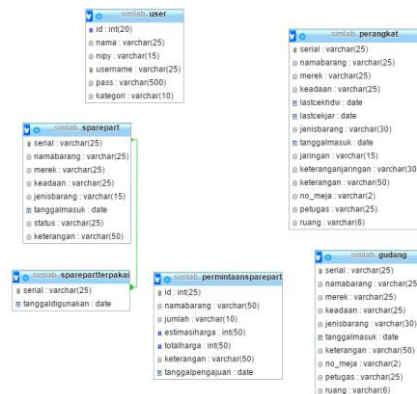 simlab user
id : int(20)
nama : varchar(25)
nipy : varchar(15)
username : varchar(25)
pass : varchar(500)
kategori : varchar(10)
simlab sparepart
serial : varchar(25)
namabarang : varchar(25)
merek : varchar(25)
keadaan : varchar(25)
jenisbarang : varchar(15)
tanggalmasuk : date
status : varchar(25)
keterangan : varchar(50)
simlab spareparttterpakai
serial : varchar(25)
tanggaldigunakan : date
simlab permintaansparepart
id : int(25)
namabarang : varchar(50)
jumlah : varchar(10)
estimasiharga : int(50)
totalharga : int(50)
keterangan : varchar(50)
tanggalpengajuan : date
simlab perangkat
serial : varchar(25)
namabarang : varchar(25)
merek : varchar(25)
keadaan : varchar(25)
lastcekhdw : date
lastcekjar : date
jenisbarang : varchar(30)
tanggalmasuk : date
jaringan : varchar(15)
keteranganjaringan : varchar(30
keterangan : varchar(50)
no_meja : varchar(2)
petugas : varchar(25)
ruang : varchar(6)
simlab gudang
serial : varchar(25)
namabarang : varchar(25)
merek : varchar(25)
keadaan : varchar(25)
jenisbarang : varchar(30)
tanggalmasuk : date
keterangan : varchar(50)
no_meja : varchar(2)
petugas : varchar(25)
ruang : varchar(6)